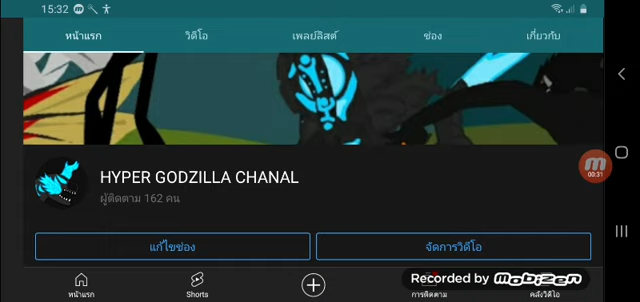 15:32
หน้าแรก วิดีโอ เพลย์ลิสต์ ช่อง เกี่ยวกับ
HYPER GODZILLA CHANAL
ผู้ติดตาม 162 คน
00:31
แก้ไขช่อง จัดการวิดีโอ
Recorded by MOBIZEN
หน้าแรก Shorts การติดตาม คลังวิดีโอ